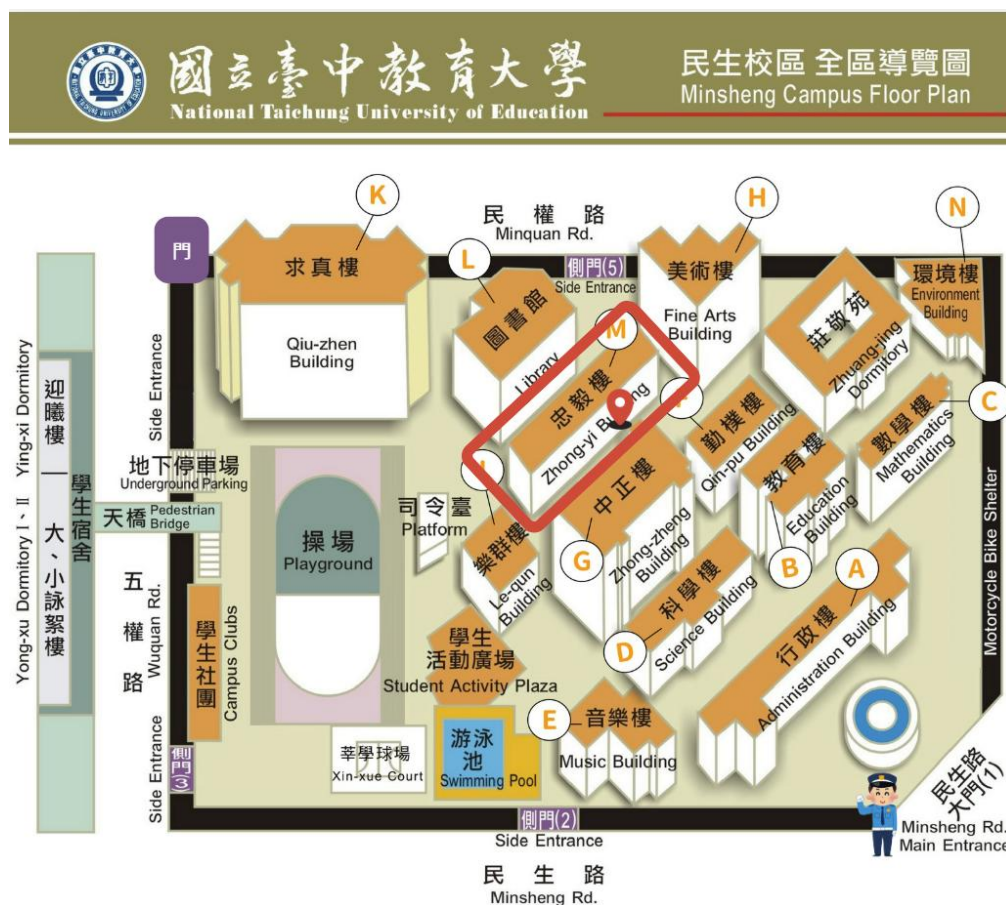 國立臺中教育大學
National Taichung University of Education
民生校區 全區導覽圖
Minsheng Campus Floor Plan
K
H
N
民權路
Minquan Rd.
門
求真樓
Qiu-zhen
Building
L
圖書館
Library
側門(5)
Side Entrance
美術樓
Fine Arts
Building
莊敬苑
Zhuang-jing
Dormitory
環境樓
Environment
Building
M
忠毅樓
Zhong-yi Building
勤樸樓
Qin-pu Building
教育樓
Education
Building
B
數學樓
Mathematics
Building
C
Side Entrance
地下停車場
Underground Parking
天橋
Pedestrian
Bridge
迎曦樓
Ying-xi Dormitory
大、小詠絮樓
Yong-xu Dormitory I、II
學生宿舍
操場
Playground
司令臺
Platform
樂群樓
Le-qun
Building
中正樓
Zhong-zheng
Building
G
科學樓
Science Building
D
行政樓
Administration Building
A
Motorcycle Bike Shelter
五權路
Wuquan Rd.
學生社團
Campus Clubs
學生
活動廣場
Student Activity Plaza
E
音樂樓
Music Building
莘學球場
Xin-xue Court
游泳
池
Swimming Pool
側門3
Side Entrance
側門(2)
Side Entrance
民生路
Minsheng Rd.
民生路
大門(1)
Minsheng Rd.
Main Entrance